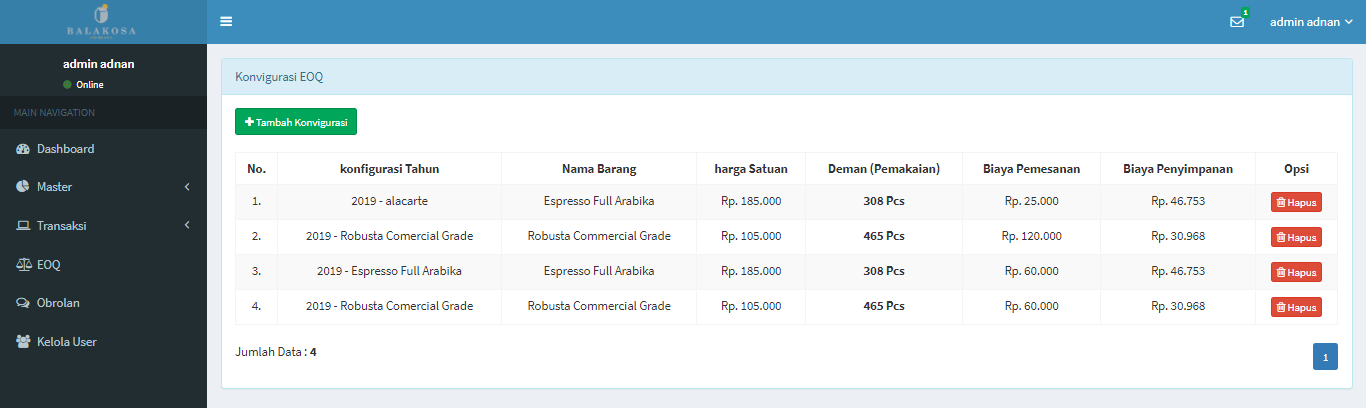 BALAKOSA
1
admin adnan
admin adnan
Online
MAIN NAVIGATION
Dashboard
Master
Transaksi
EOQ
Obrolan
Kelola User
Konvigurasi EOQ
Tambah Konvigurasi
No. konfigurasi Tahun Nama Barang harga Satuan Deman (Pemakaian) Biaya Pemesanan Biaya Penyimpanan Opsi
1. 2019 - alacarte Espresso Full Arabika Rp. 185.000 308 Pcs Rp. 25.000 Rp. 46.753 Hapus
2. 2019 - Robusta Comercial Grade Robusta Commercial Grade Rp. 105.000 465 Pcs Rp. 120.000 Rp. 30.968 Hapus
3. 2019 - Espresso Full Arabika Espresso Full Arabika Rp. 185.000 308 Pcs Rp. 60.000 Rp. 46.753 Hapus
4. 2019 - Robusta Comercial Grade Robusta Commercial Grade Rp. 105.000 465 Pcs Rp. 60.000 Rp. 30.968 Hapus
Jumlah Data : 4
1